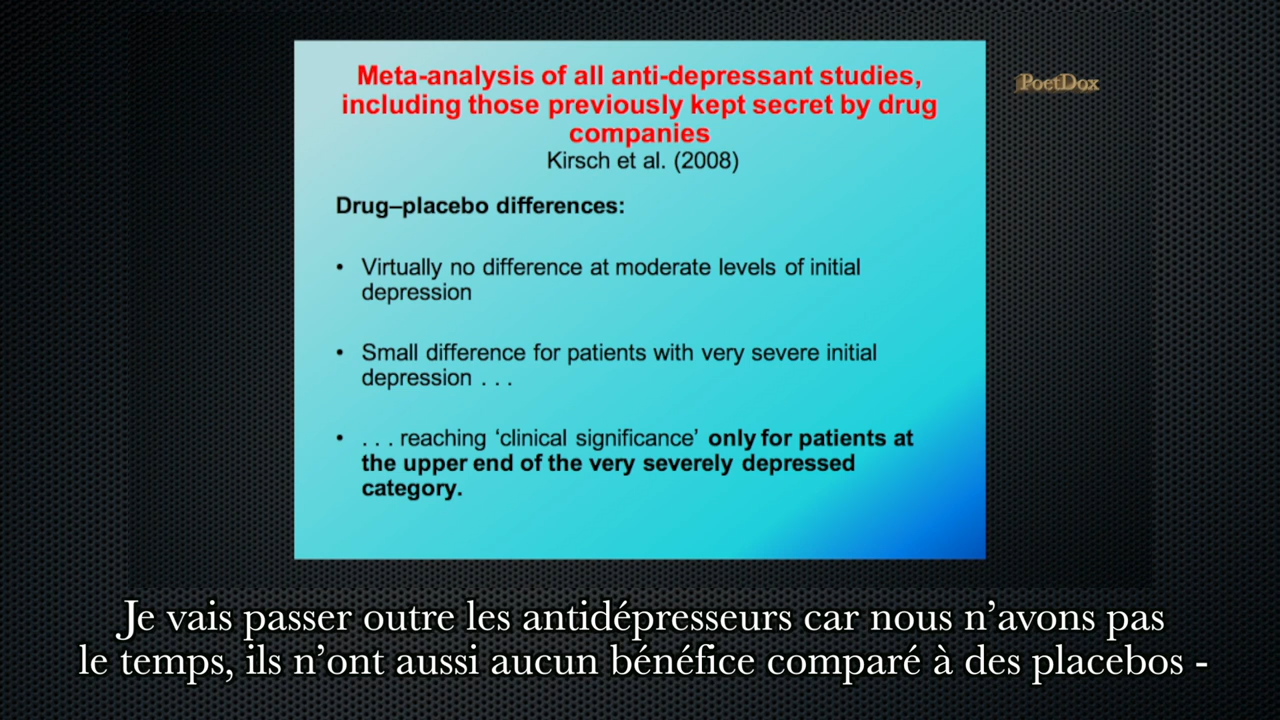 Meta-analysis of all anti-depressant studies,
including those previously kept secret by drug
companies
Kirsch et al. (2008)
PoetDox
Drug–placebo differences:
• Virtually no difference at moderate levels of initial
depression
• Small difference for patients with very severe initial
depression . . .
• . . . reaching ‘clinical significance’ only for patients at
the upper end of the very severely depressed
category.
Je vais passer outre les antidépresseurs car nous n’avons pas
le temps, ils n’ont aussi aucun bénéfice comparé à des placebos -